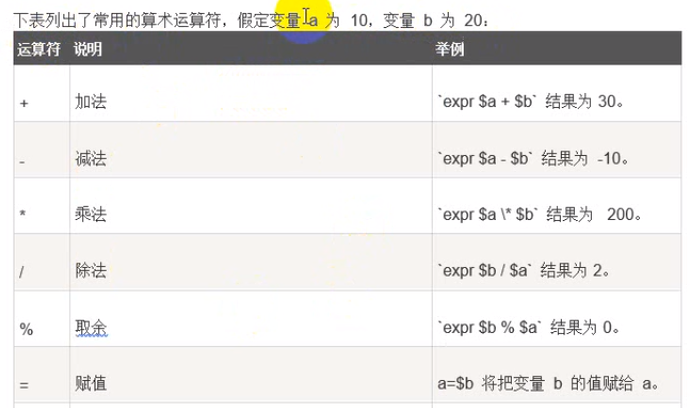 下表列出了常用的算术运算符，假定变量 a 为 10，变量 b 为 20：
运算符 说明 举例
+ 加法 `expr $a + $b` 结果为 30。
- 减法 `expr $a - $b` 结果为 -10。
* 乘法 `expr $a \* $b` 结果为 200。
/ 除法 `expr $b / $a` 结果为 2。
% 取余 `expr $b % $a` 结果为 0。
= 赋值 a=$b 将把变量 b 的值赋给 a。